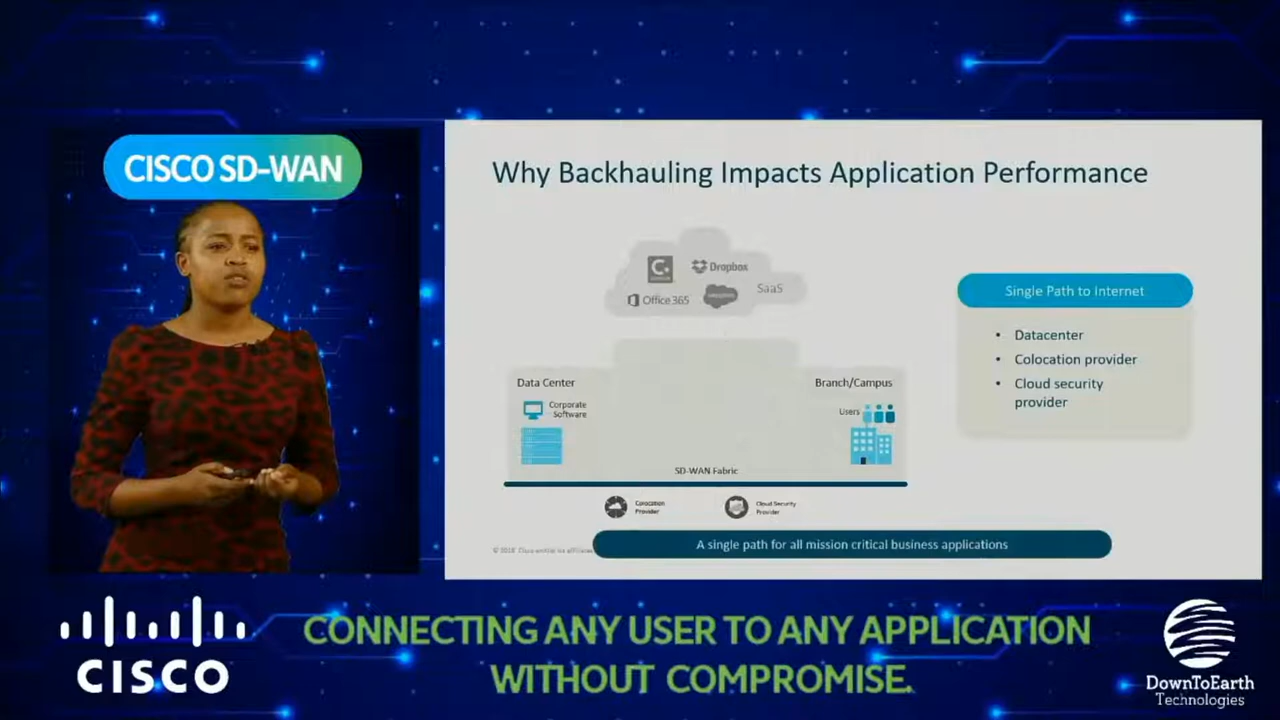 CISCO SD-WAN
Why Backhauling Impacts Application Performance
Dropbox
Office 365
SaaS
Single Path to Internet
• Datacenter
• Colocation provider
• Cloud security
provider
Data Center
Corporate
Software
Branch/Campus
Users
SD-WAN Fabric
Colocation
Provider
Cloud Security
Provider
A single path for all mission critical business applications
CISCO
CONNECTING ANY USER TO ANY APPLICATION
WITHOUT COMPROMISE.
DownToEarth
Technologies